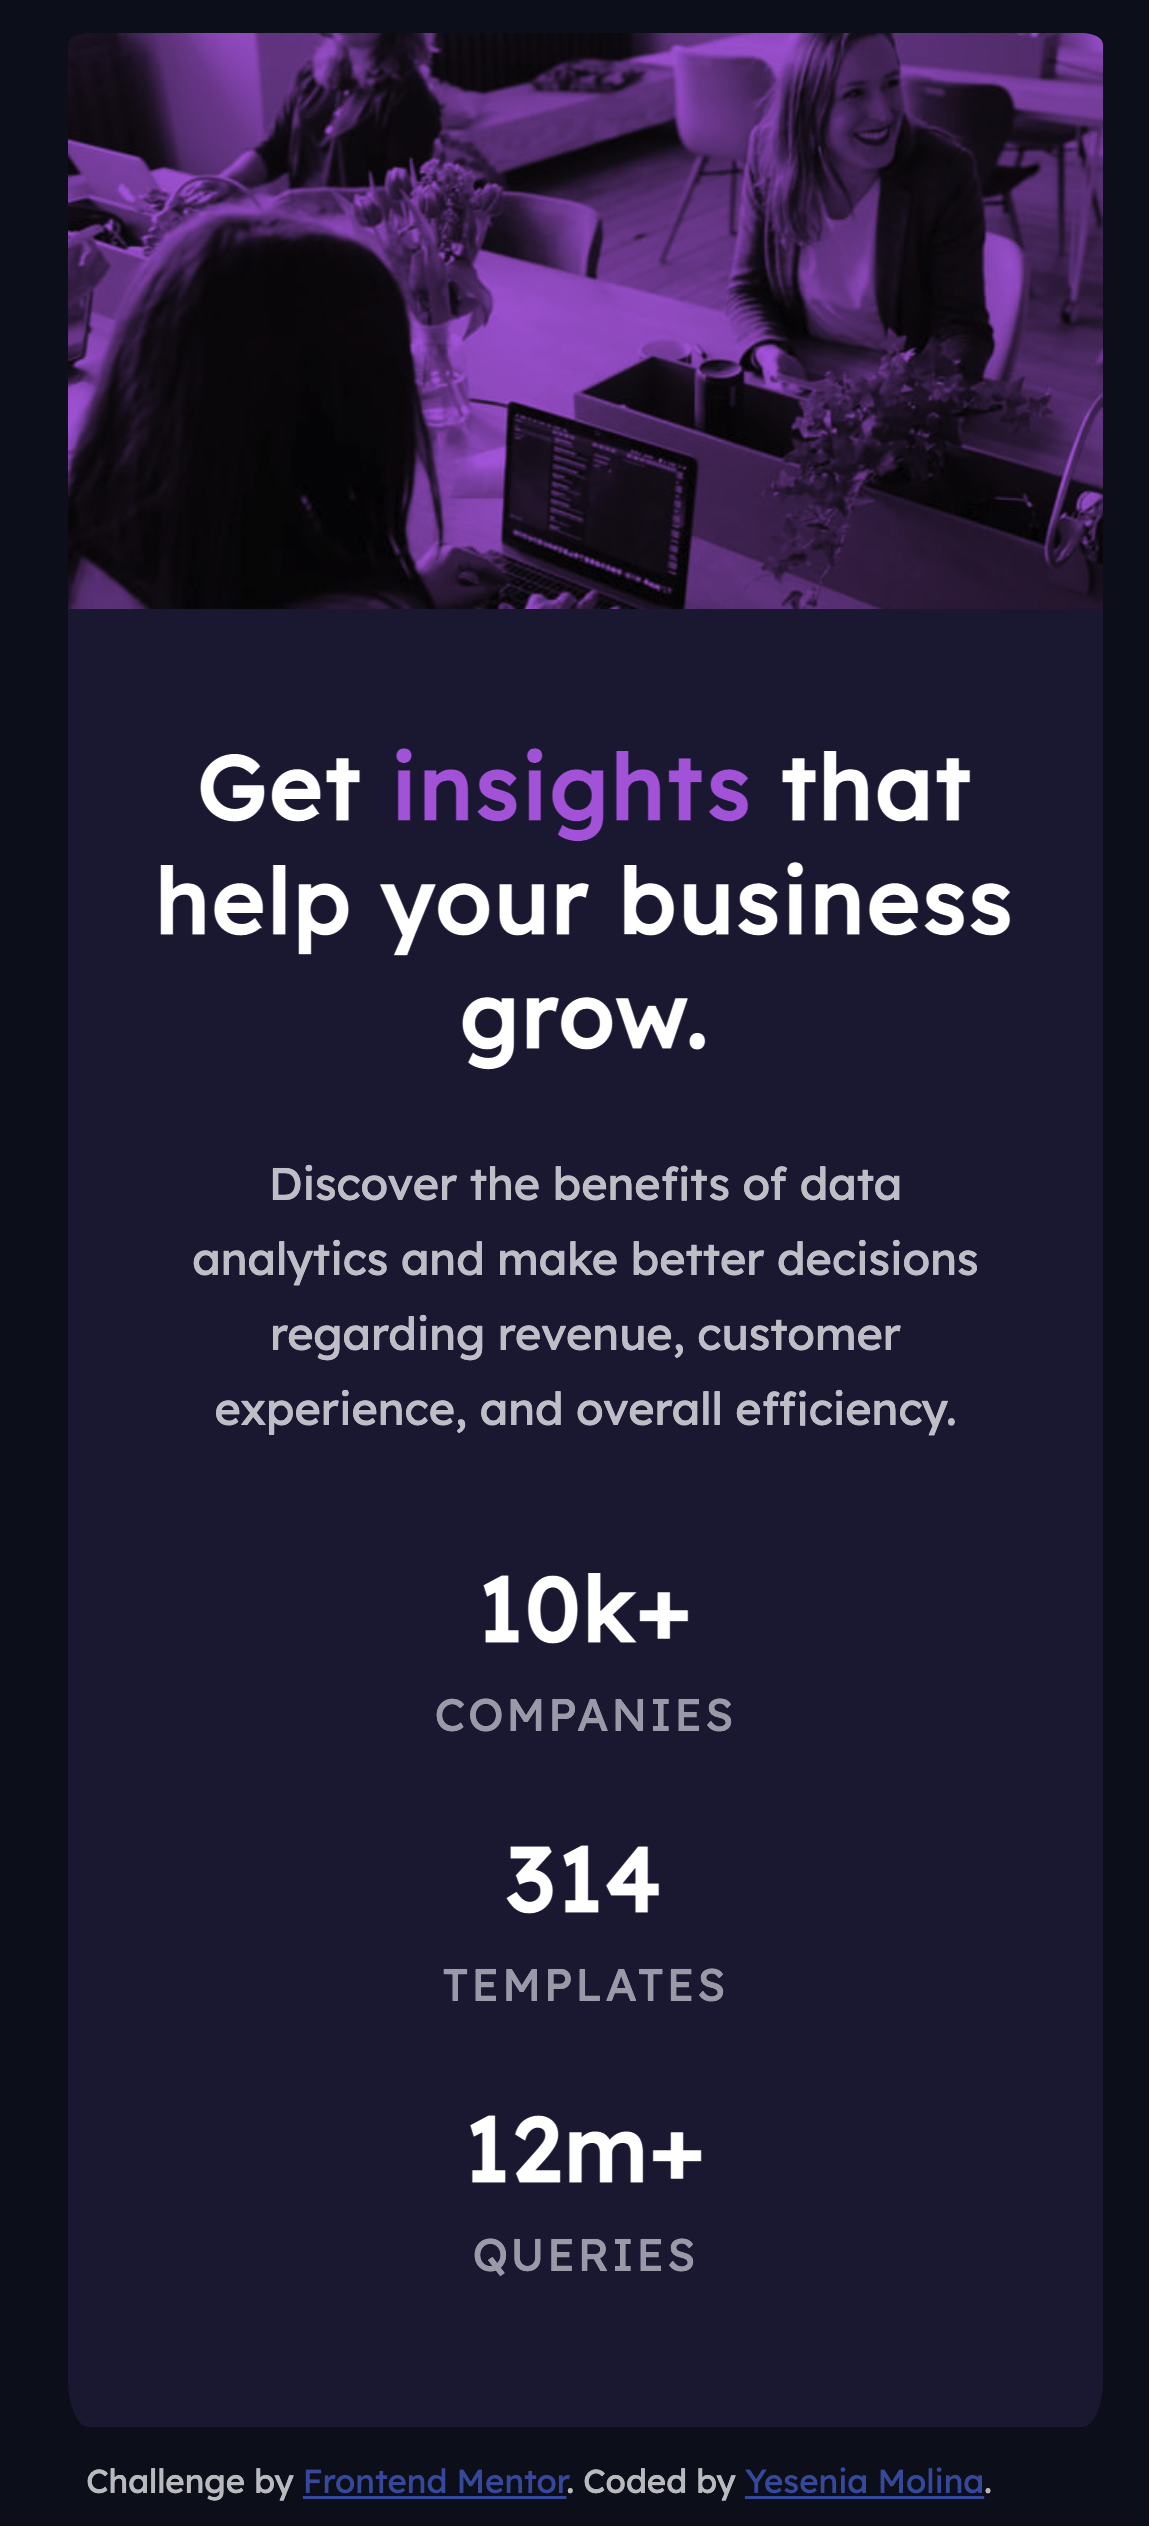 Get insights that
help your business
grow.
Discover the benefits of data
analytics and make better decisions
regarding revenue, customer
experience, and overall efficiency.
10k+
COMPANIES
314
TEMPLATES
12m+
QUERIES
Challenge by Frontend Mentor. Coded by Yesenia Molina.